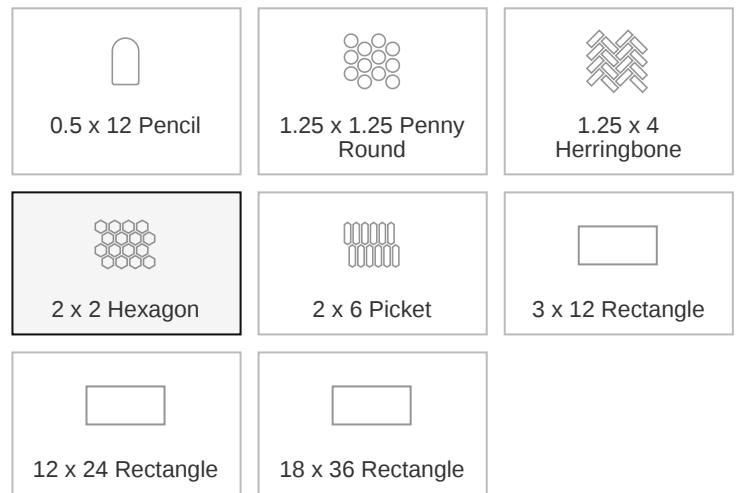 0.5 x 12 Pencil
1.25 x 1.25 Penny
Round
1.25 x 4
Herringbone
2 x 2 Hexagon
2 x 6 Picket
3 x 12 Rectangle
12 x 24 Rectangle
18 x 36 Rectangle